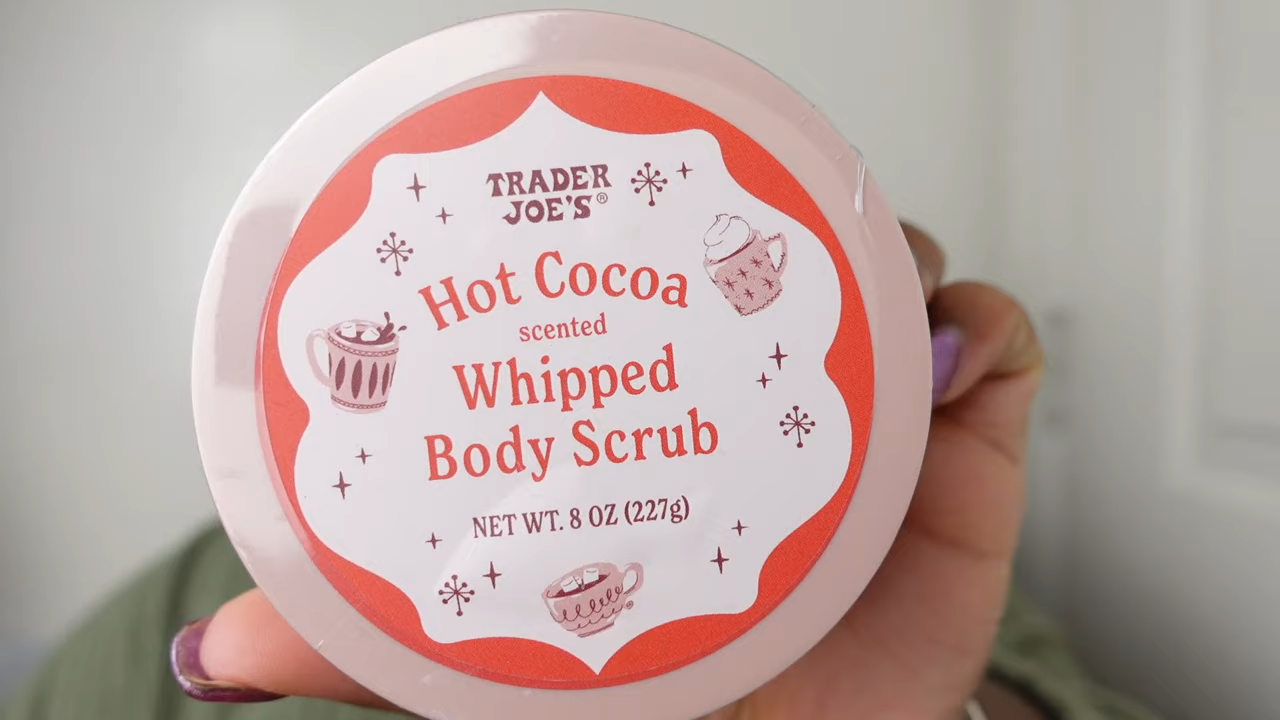 TRADER
JOE'S®
Hot Cocoa
scented
Whipped
Body Scrub
NET WT. 8 OZ (227g)